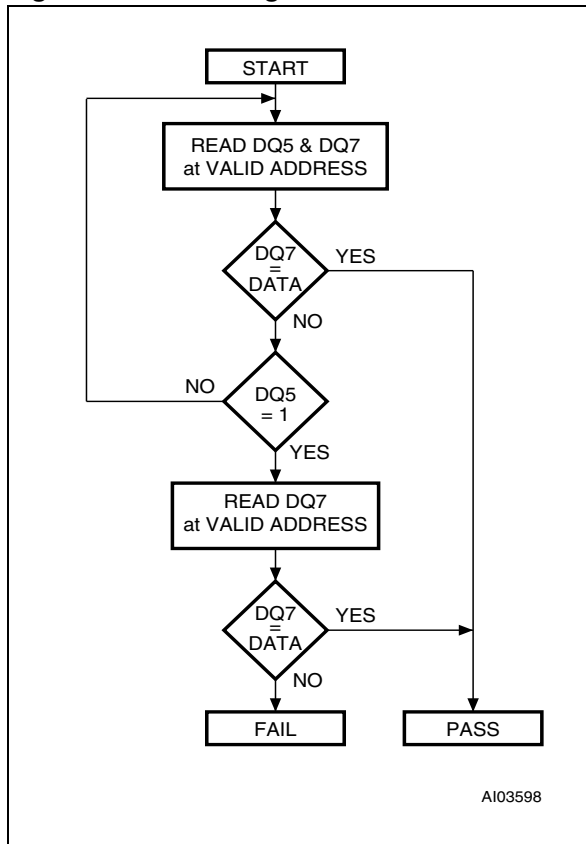 START
READ DQ5 & DQ7
at VALID ADDRESS
DQ7
=
DATA
YES
NO
DQ5
= 1
NO
YES
READ DQ7
at VALID ADDRESS
DQ7
=
DATA
YES
NO
FAIL
PASS
AI03598